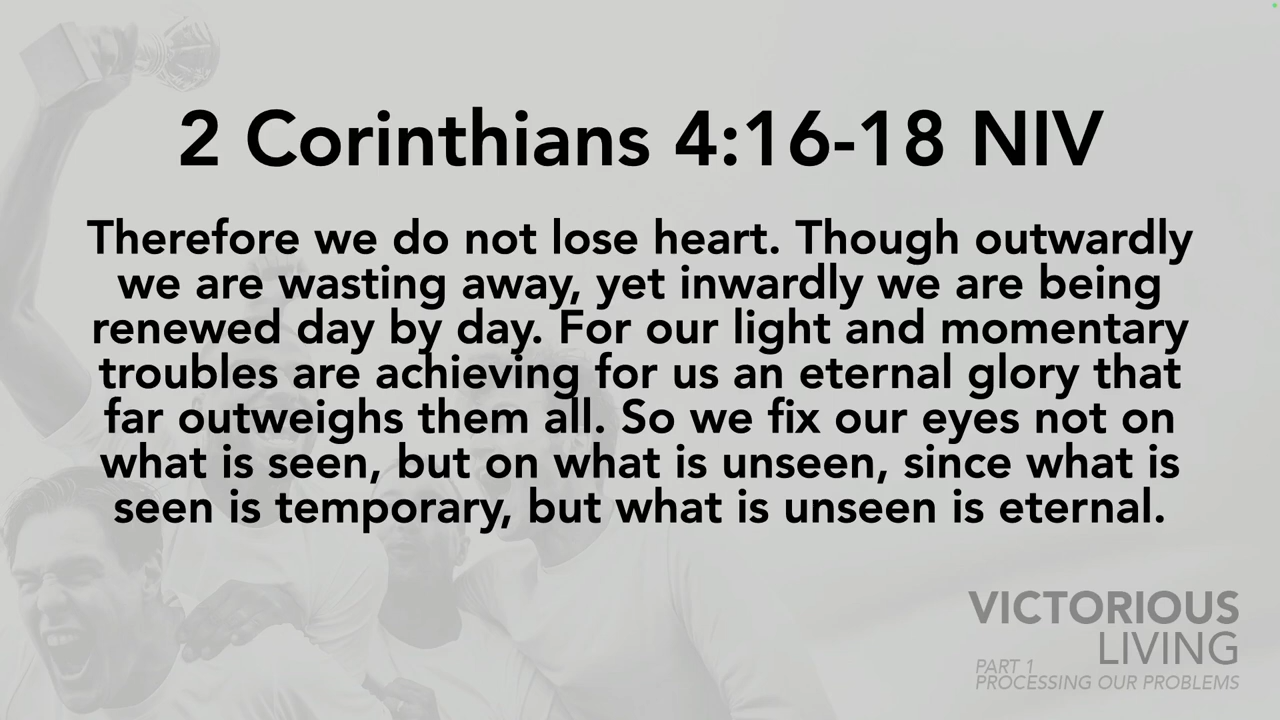 2 Corinthians 4:16-18 NIV
Therefore we do not lose heart. Though outwardly
we are wasting away, yet inwardly we are being
renewed day by day. For our light and momentary
troubles are achieving for us an eternal glory that
far outweighs them all. So we fix our eyes not on
what is seen, but on what is unseen, since what is
seen is temporary, but what is unseen is eternal.
VICTORIOUS
LIVING
PART 1
PROCESSING OUR PROBLEMS